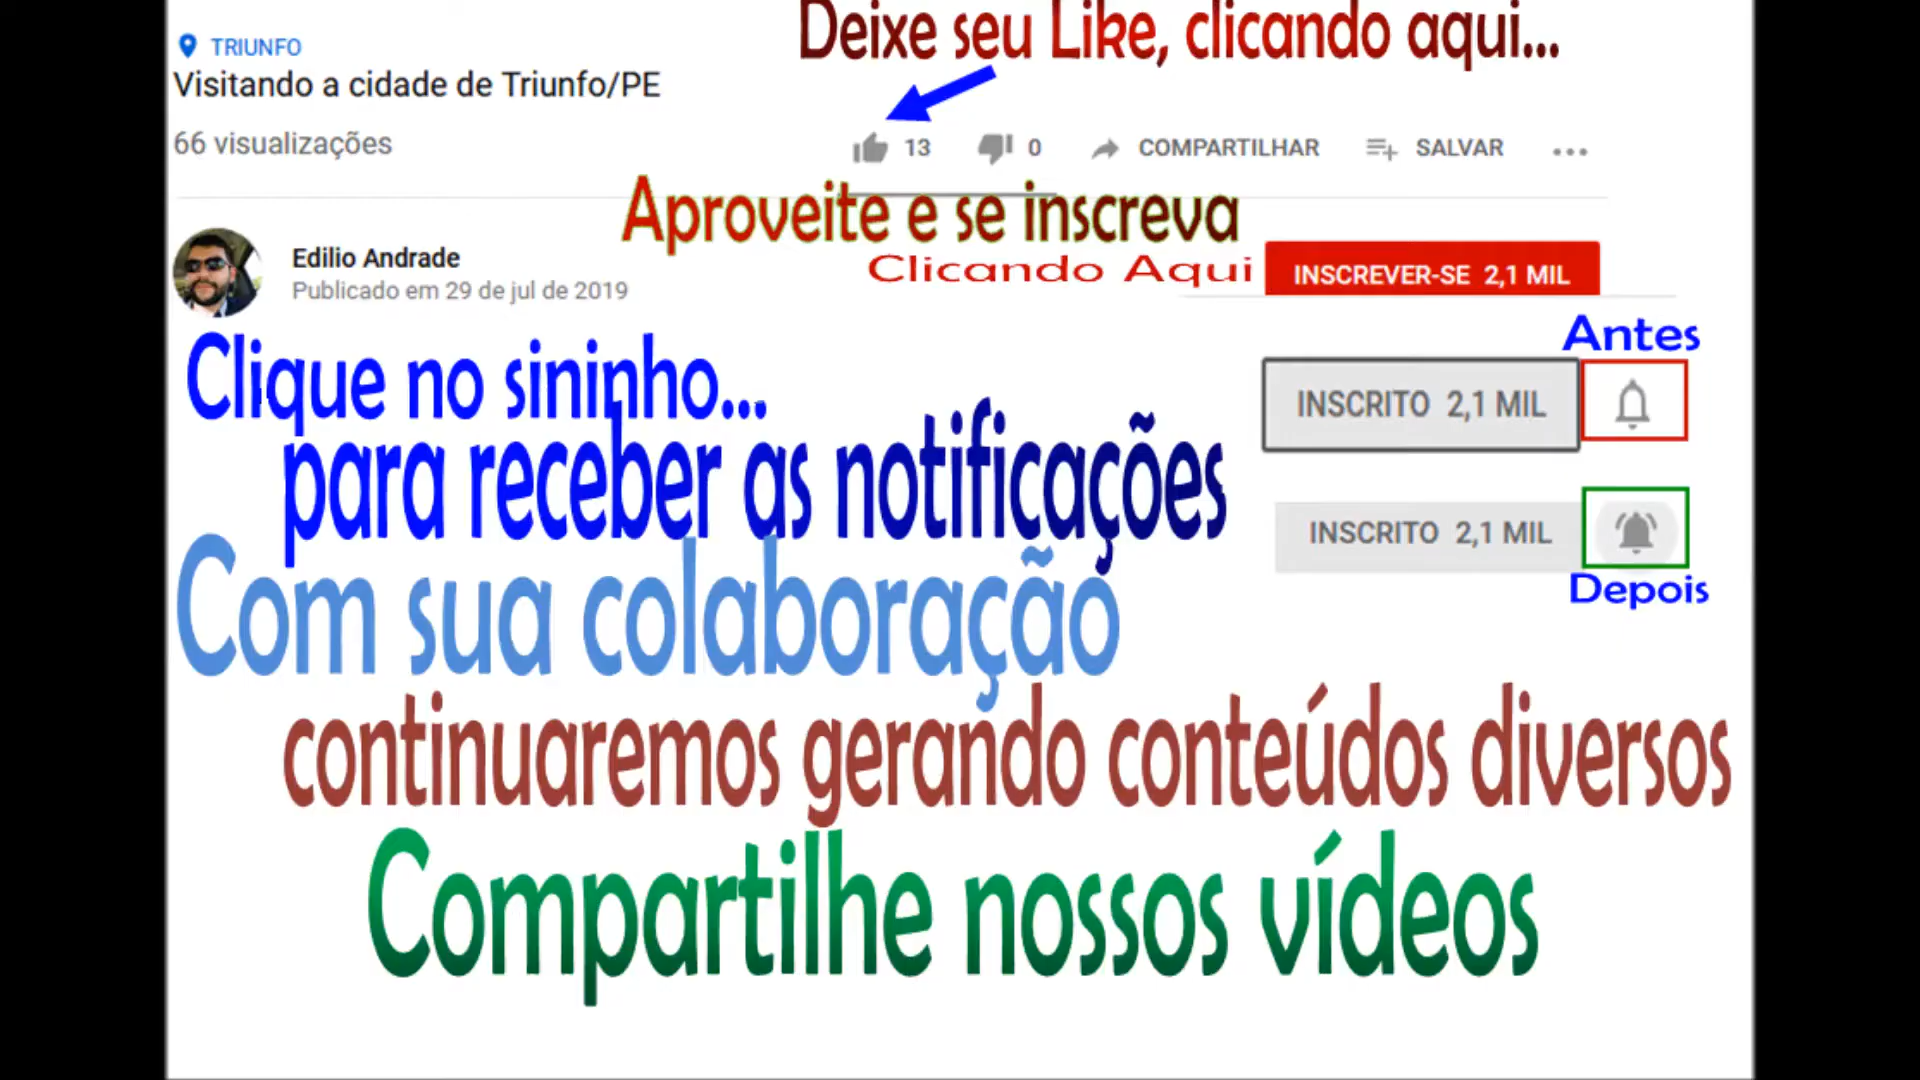 Deixe seu Like, clicando aqui...
TRIUNFO
Visitando a cidade de Triunfo/PE
66 visualizações
13 0 COMPARTILHAR SALVAR ...
Aproveite e se inscreva
Clicando Aqui
INSCREVER-SE 2,1 MIL
Edilio Andrade
Publicado em 29 de jul de 2019
Antes
Clique no sininho...
INSCRITO 2,1 MIL
para receber as notificações
INSCRITO 2,1 MIL
Depois
Com sua colaboração
continuaremos gerando conteúdos diversos
Compartilhe nossos vídeos